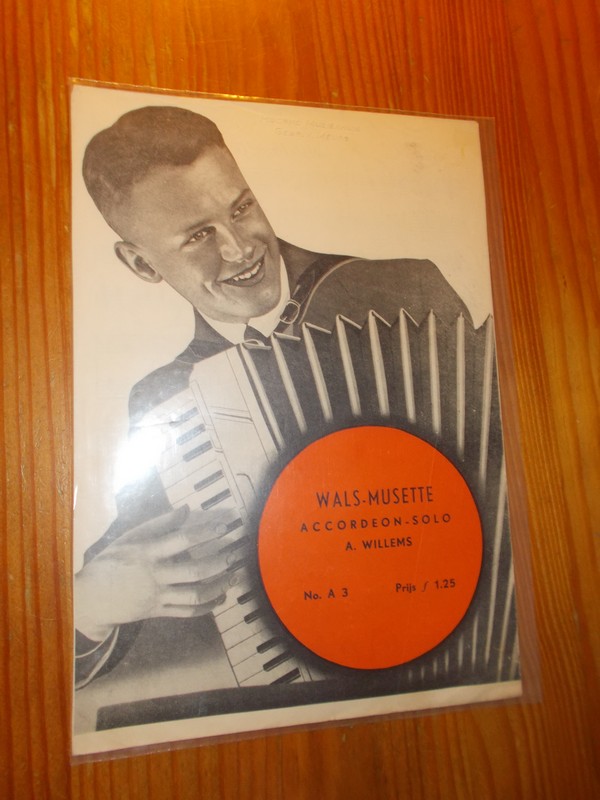 WALS-MUSETTE
ACCORDEON-SOLO
A. WILLEMS
No. A 3 Prijs ƒ 1.25